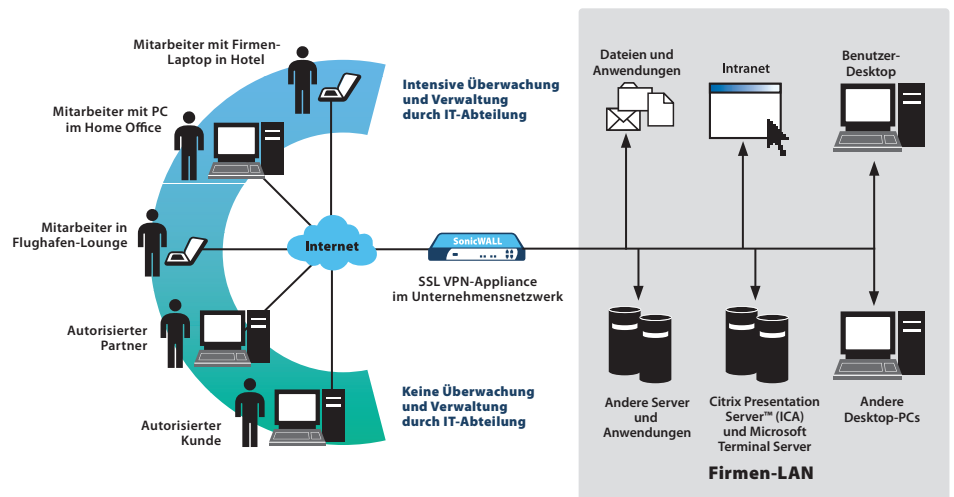 Mitarbeiter mit Firmen-
Laptop in Hotel
Mitarbeiter mit PC
im Home Office
Mitarbeiter in
Flughafen-Lounge
Autorisierter
Partner
Autorisierter
Kunde
Intensive Überwachung
und Verwaltung
durch IT-Abteilung
Internet
SonicWALL
SSL VPN-Appliance
im Unternehmensnetzwerk
Keine Überwachung
und Verwaltung
durch IT-Abteilung
Dateien und
Anwendungen
Intranet
Benutzer-
Desktop
Andere Server
und
Anwendungen
Citrix Presentation
Server™ (ICA)
und Microsoft
Terminal Server
Andere
Desktop-PCs
Firmen-LAN